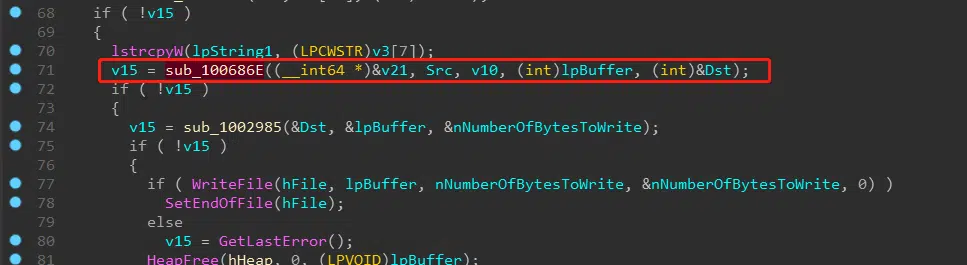 68 if ( !v15 )
69 {
70 lstrcpyW(lpString1, (LPCWSTR)v3[7]);
71 v15 = sub_100686E((__int64 *)&v21, Src, v10, (int)lpBuffer, (int)&Dst);
72 if ( !v15 )
73 {
74 v15 = sub_1002985(&Dst, &lpBuffer, &nNumberOfBytesToWrite);
75 if ( !v15 )
76 {
77 if ( WriteFile(hFile, lpBuffer, nNumberOfBytesToWrite, &nNumberOfBytesToWrite, 0) )
78 SetEndOfFile(hFile);
79 else
80 v15 = GetLastError();
81 HeapFree(hHeap, 0, (LPVOID)lpBuffer);